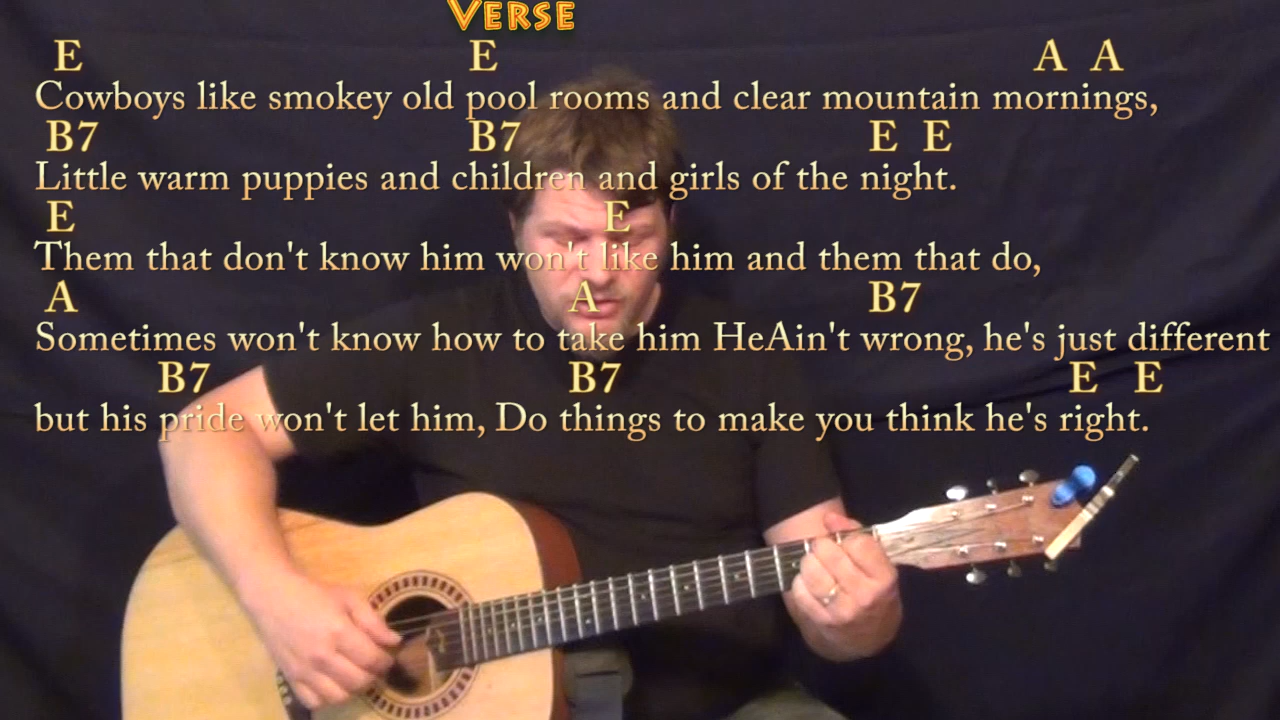 VERSE
E E A A
Cowboys like smokey old pool rooms and clear mountain mornings,
B7 B7 E E
Little warm puppies and children and girls of the night.
E E
Them that don't know him won't like him and them that do,
A A B7
Sometimes won't know how to take him HeAin't wrong, he's just different
B7 B7 E E
but his pride won't let him, Do things to make you think he's right.